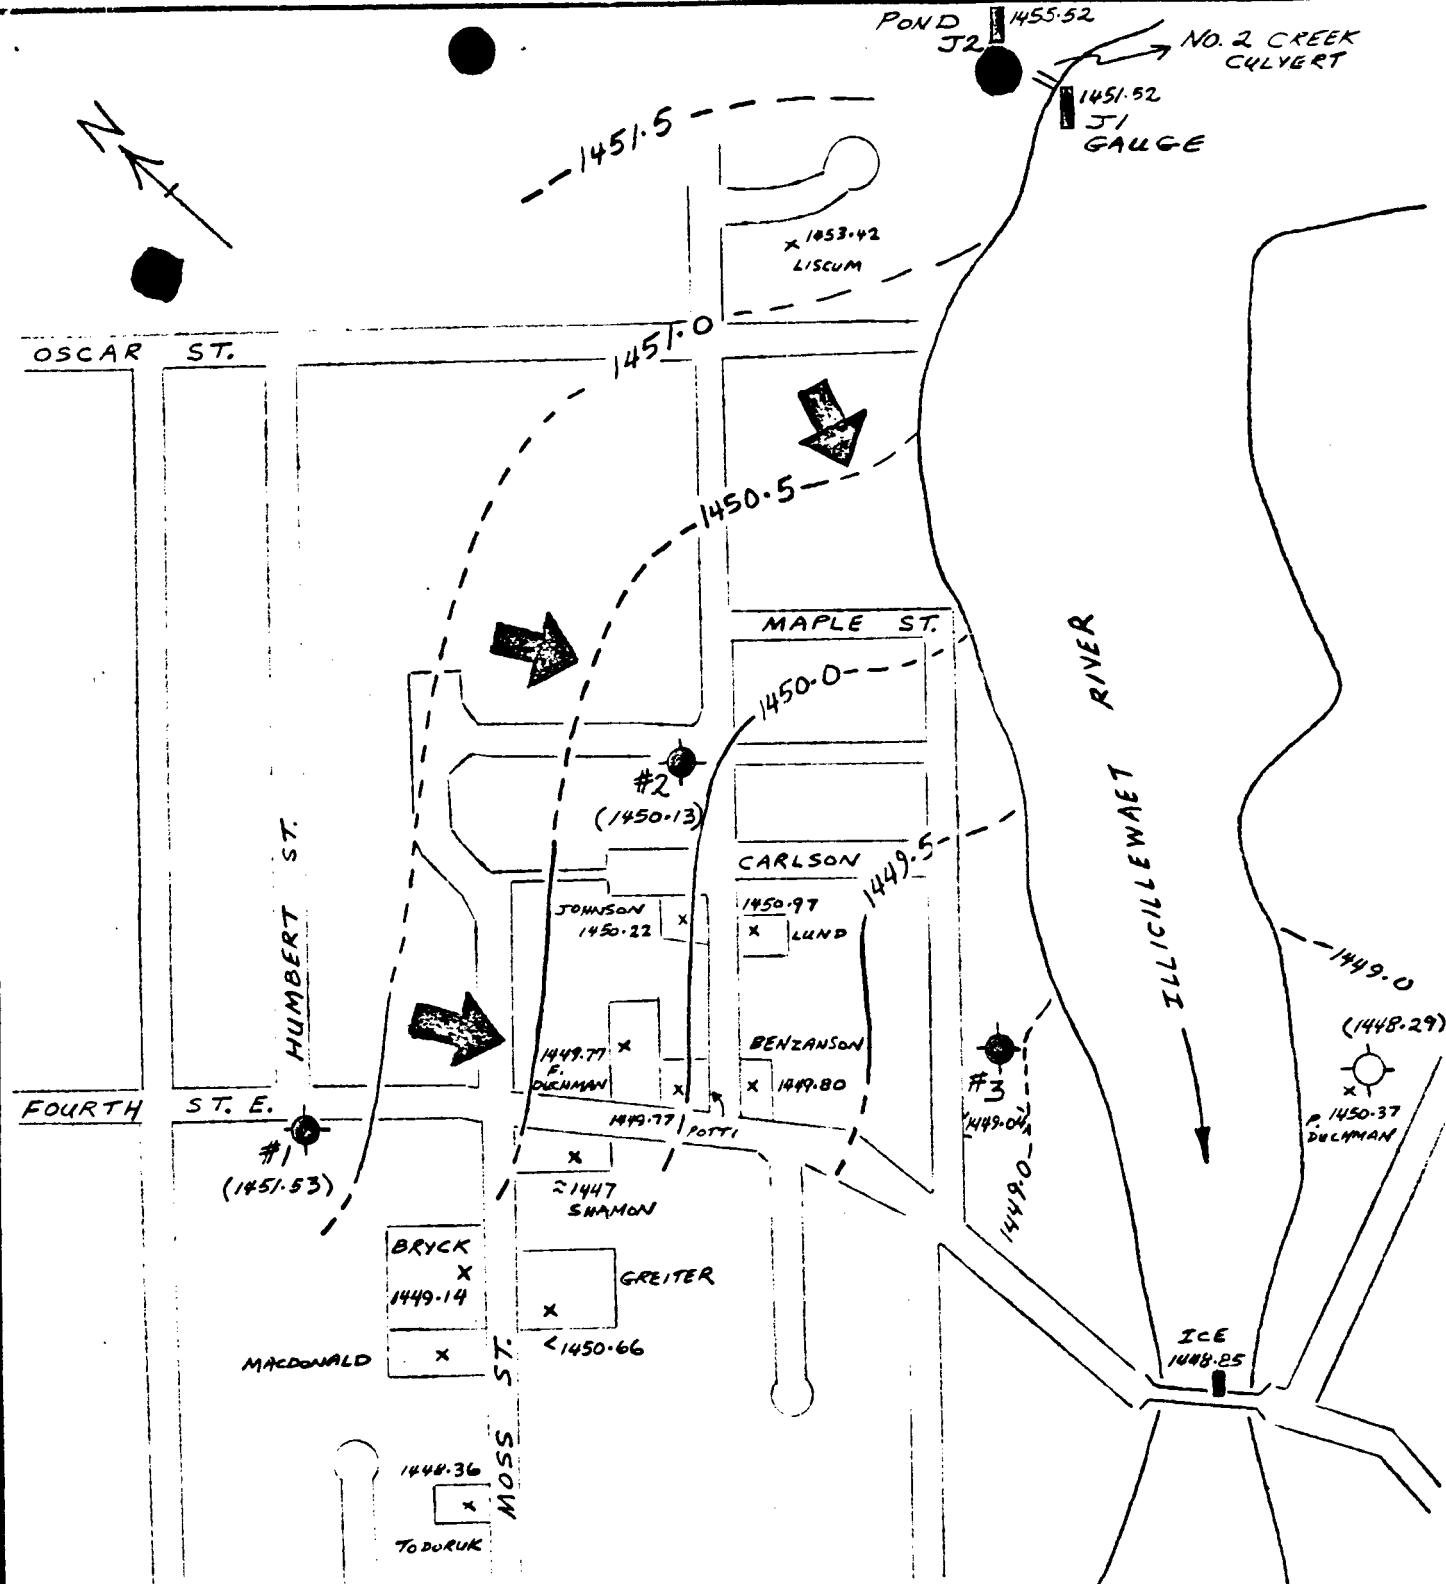 POND
J2
1455.52
NO. 2 CREEK
CULVERT
1451.52
J1
GAUGE
N
1451.5
1453.42
LISCUM
1451.0
OSCAR ST.
1450.5
MAPLE ST.
1450.0
RIVER
ILLICILLEWAET
#2
(1450.13)
HUMBERT ST.
CARLSON
1449.5
JOHNSON
1450.22
1450.97
LUND
1449.0
(1448.29)
1449.77
F.
DUCHMAN
BENZANSON
1449.80
#3
1449.04
1450.37
P.
DUCHMAN
FOURTH ST. E.
1449.77
POTTI
#1
(1451.53)
≈1447
SHAMON
1449.0
BRYCK
1449.14
GREITER
<1450.66
MACDONALD
ICE
1448.85
MOSS ST.
1448.36
TODORUK